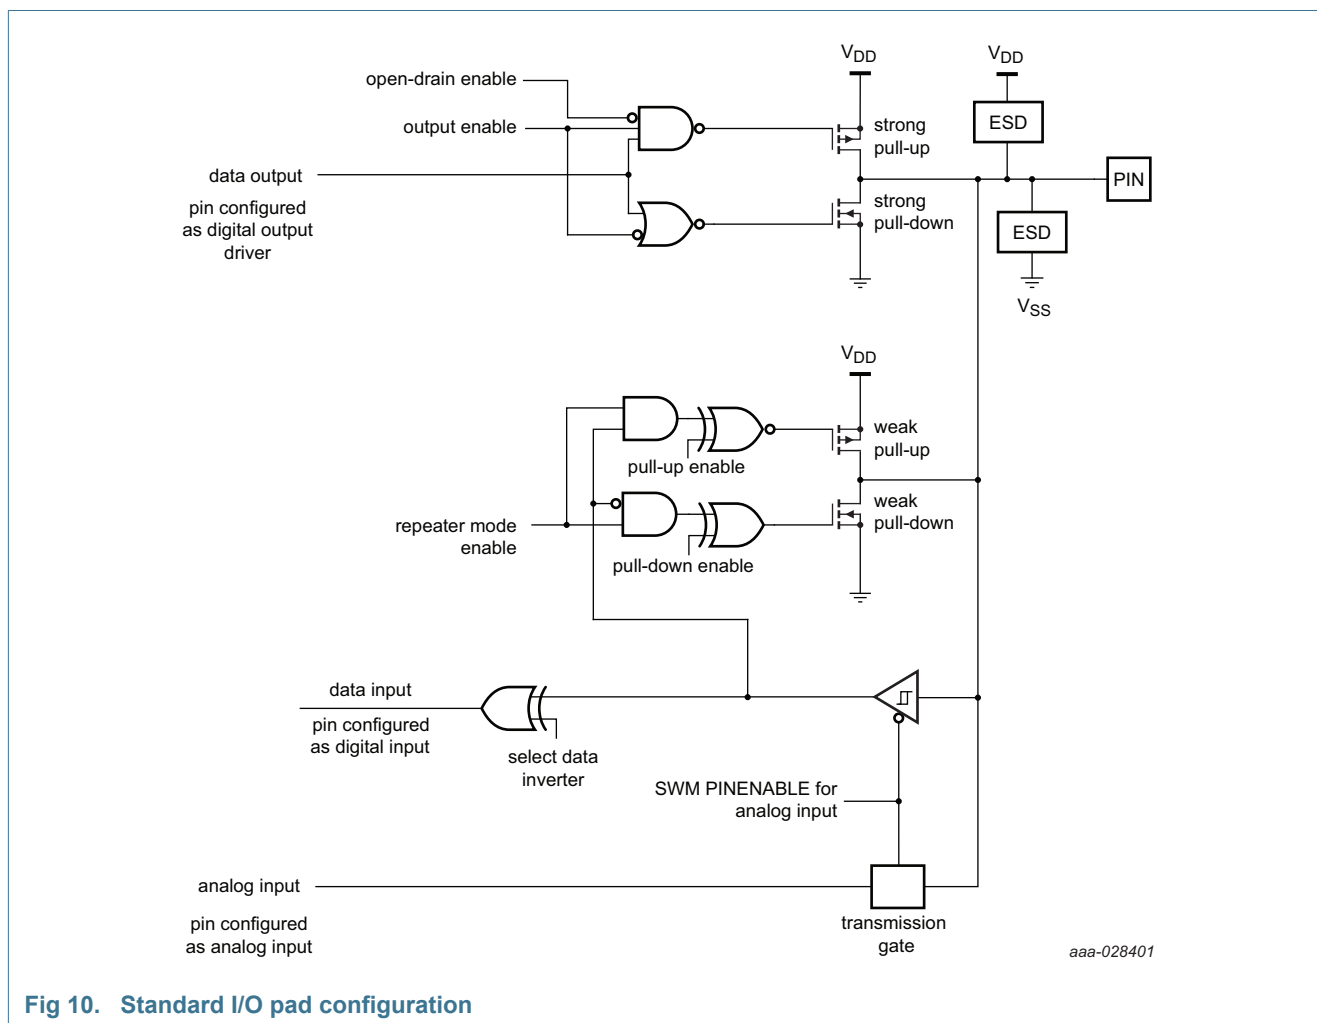 VDD
VDD
open-drain enable
output enable
ESD
strong
pull-up
data output
PIN
pin configured
as digital output
driver
strong
pull-down
ESD
VSS
VDD
weak
pull-up
pull-up enable
weak
pull-down
repeater mode
enable
pull-down enable
data input
pin configured
as digital input
select data
inverter
SWM PINENABLE for
analog input
analog input
pin configured
as analog input
transmission
gate
aaa-028401
Fig 10. Standard I/O pad configuration